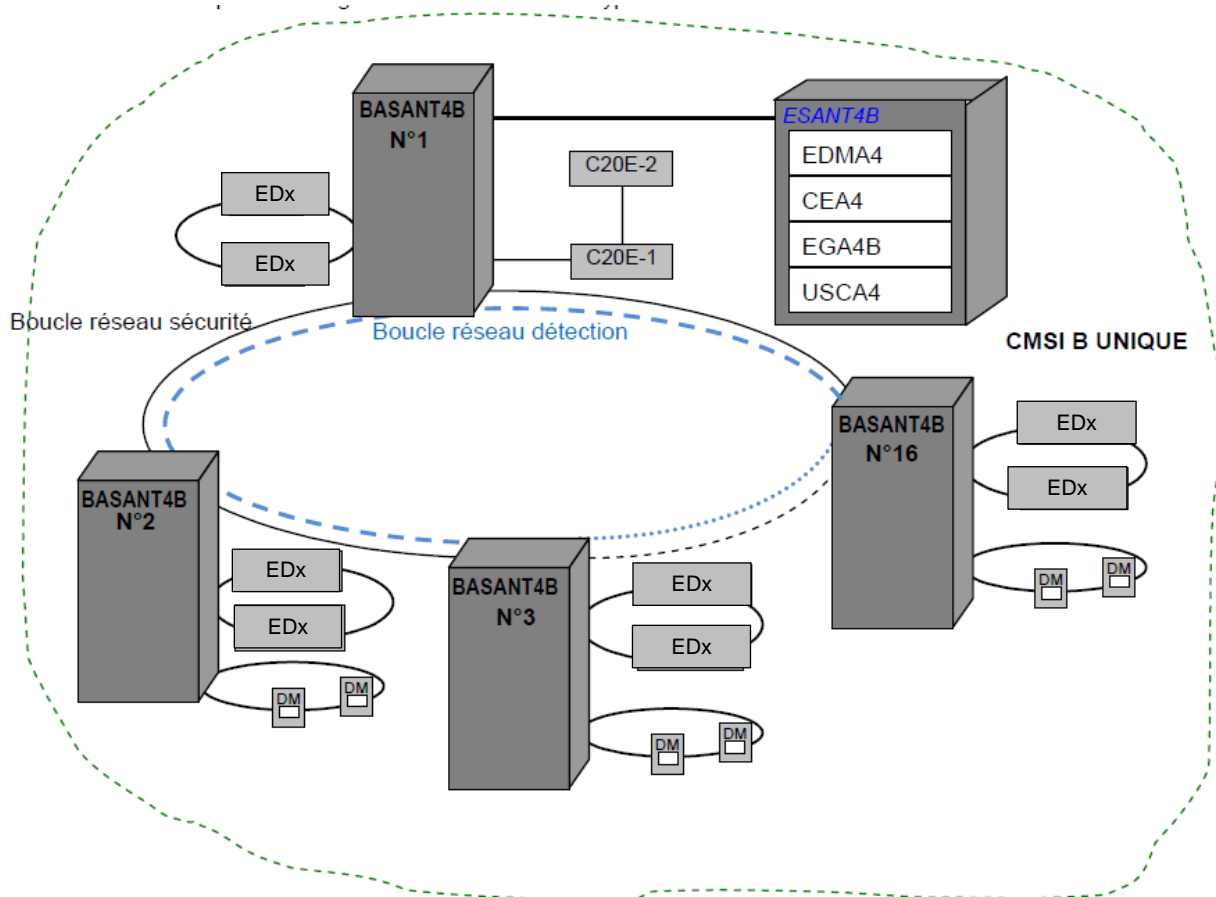 BASANT4B
N°1
ESANT4B
EDMA4
CEA4
EGA4B
USCA4
C20E-2
C20E-1
EDx
EDx
Boucle réseau sécurité
Boucle réseau détection
CMSI B UNIQUE
BASANT4B
N°16
EDx
EDx
DM
DM
BASANT4B
N°2
EDx
EDx
DM
DM
BASANT4B
N°3
EDx
EDx
DM
DM